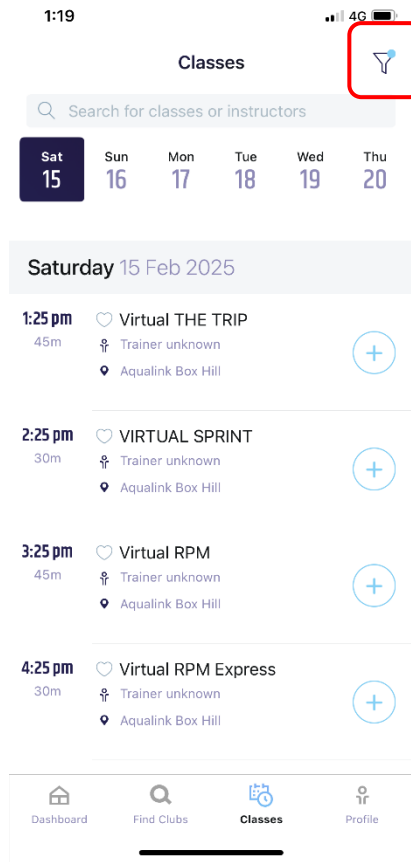 1:19 4G
Classes
Search for classes or instructors
Sat Sun Mon Tue Wed Thu
15 16 17 18 19 20
Saturday 15 Feb 2025
1:25 pm Virtual THE TRIP
45m Trainer unknown
Aqualink Box Hill
2:25 pm VIRTUAL SPRINT
30m Trainer unknown
Aqualink Box Hill
3:25 pm Virtual RPM
45m Trainer unknown
Aqualink Box Hill
4:25 pm Virtual RPM Express
30m Trainer unknown
Aqualink Box Hill
Dashboard Find Clubs Classes Profile